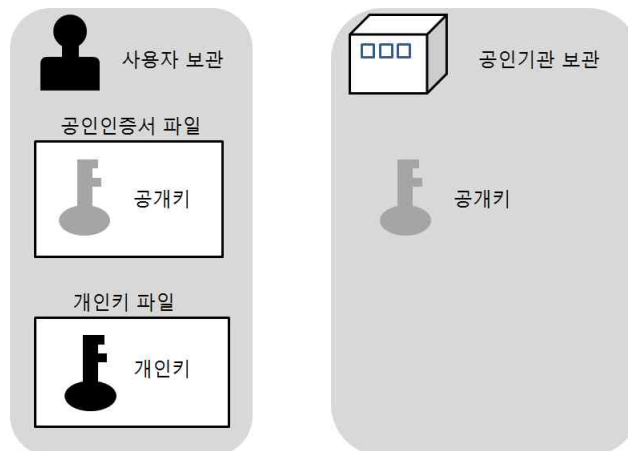 사용자 보관
공인인증서 파일
공개키
개인키 파일
개인키
공인기관 보관
공개키